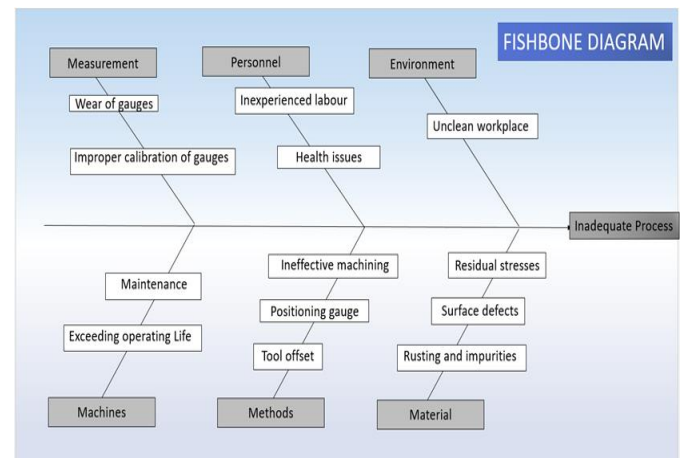 FISHBONE DIAGRAM
Measurement
Personnel
Environment
Wear of gauges
Inexperienced labour
Unclean workplace
Improper calibration of gauges
Health issues
Inadequate Process
Ineffective machining
Residual stresses
Maintenance
Positioning gauge
Surface defects
Exceeding operating Life
Tool offset
Rusting and impurities
Machines
Methods
Material